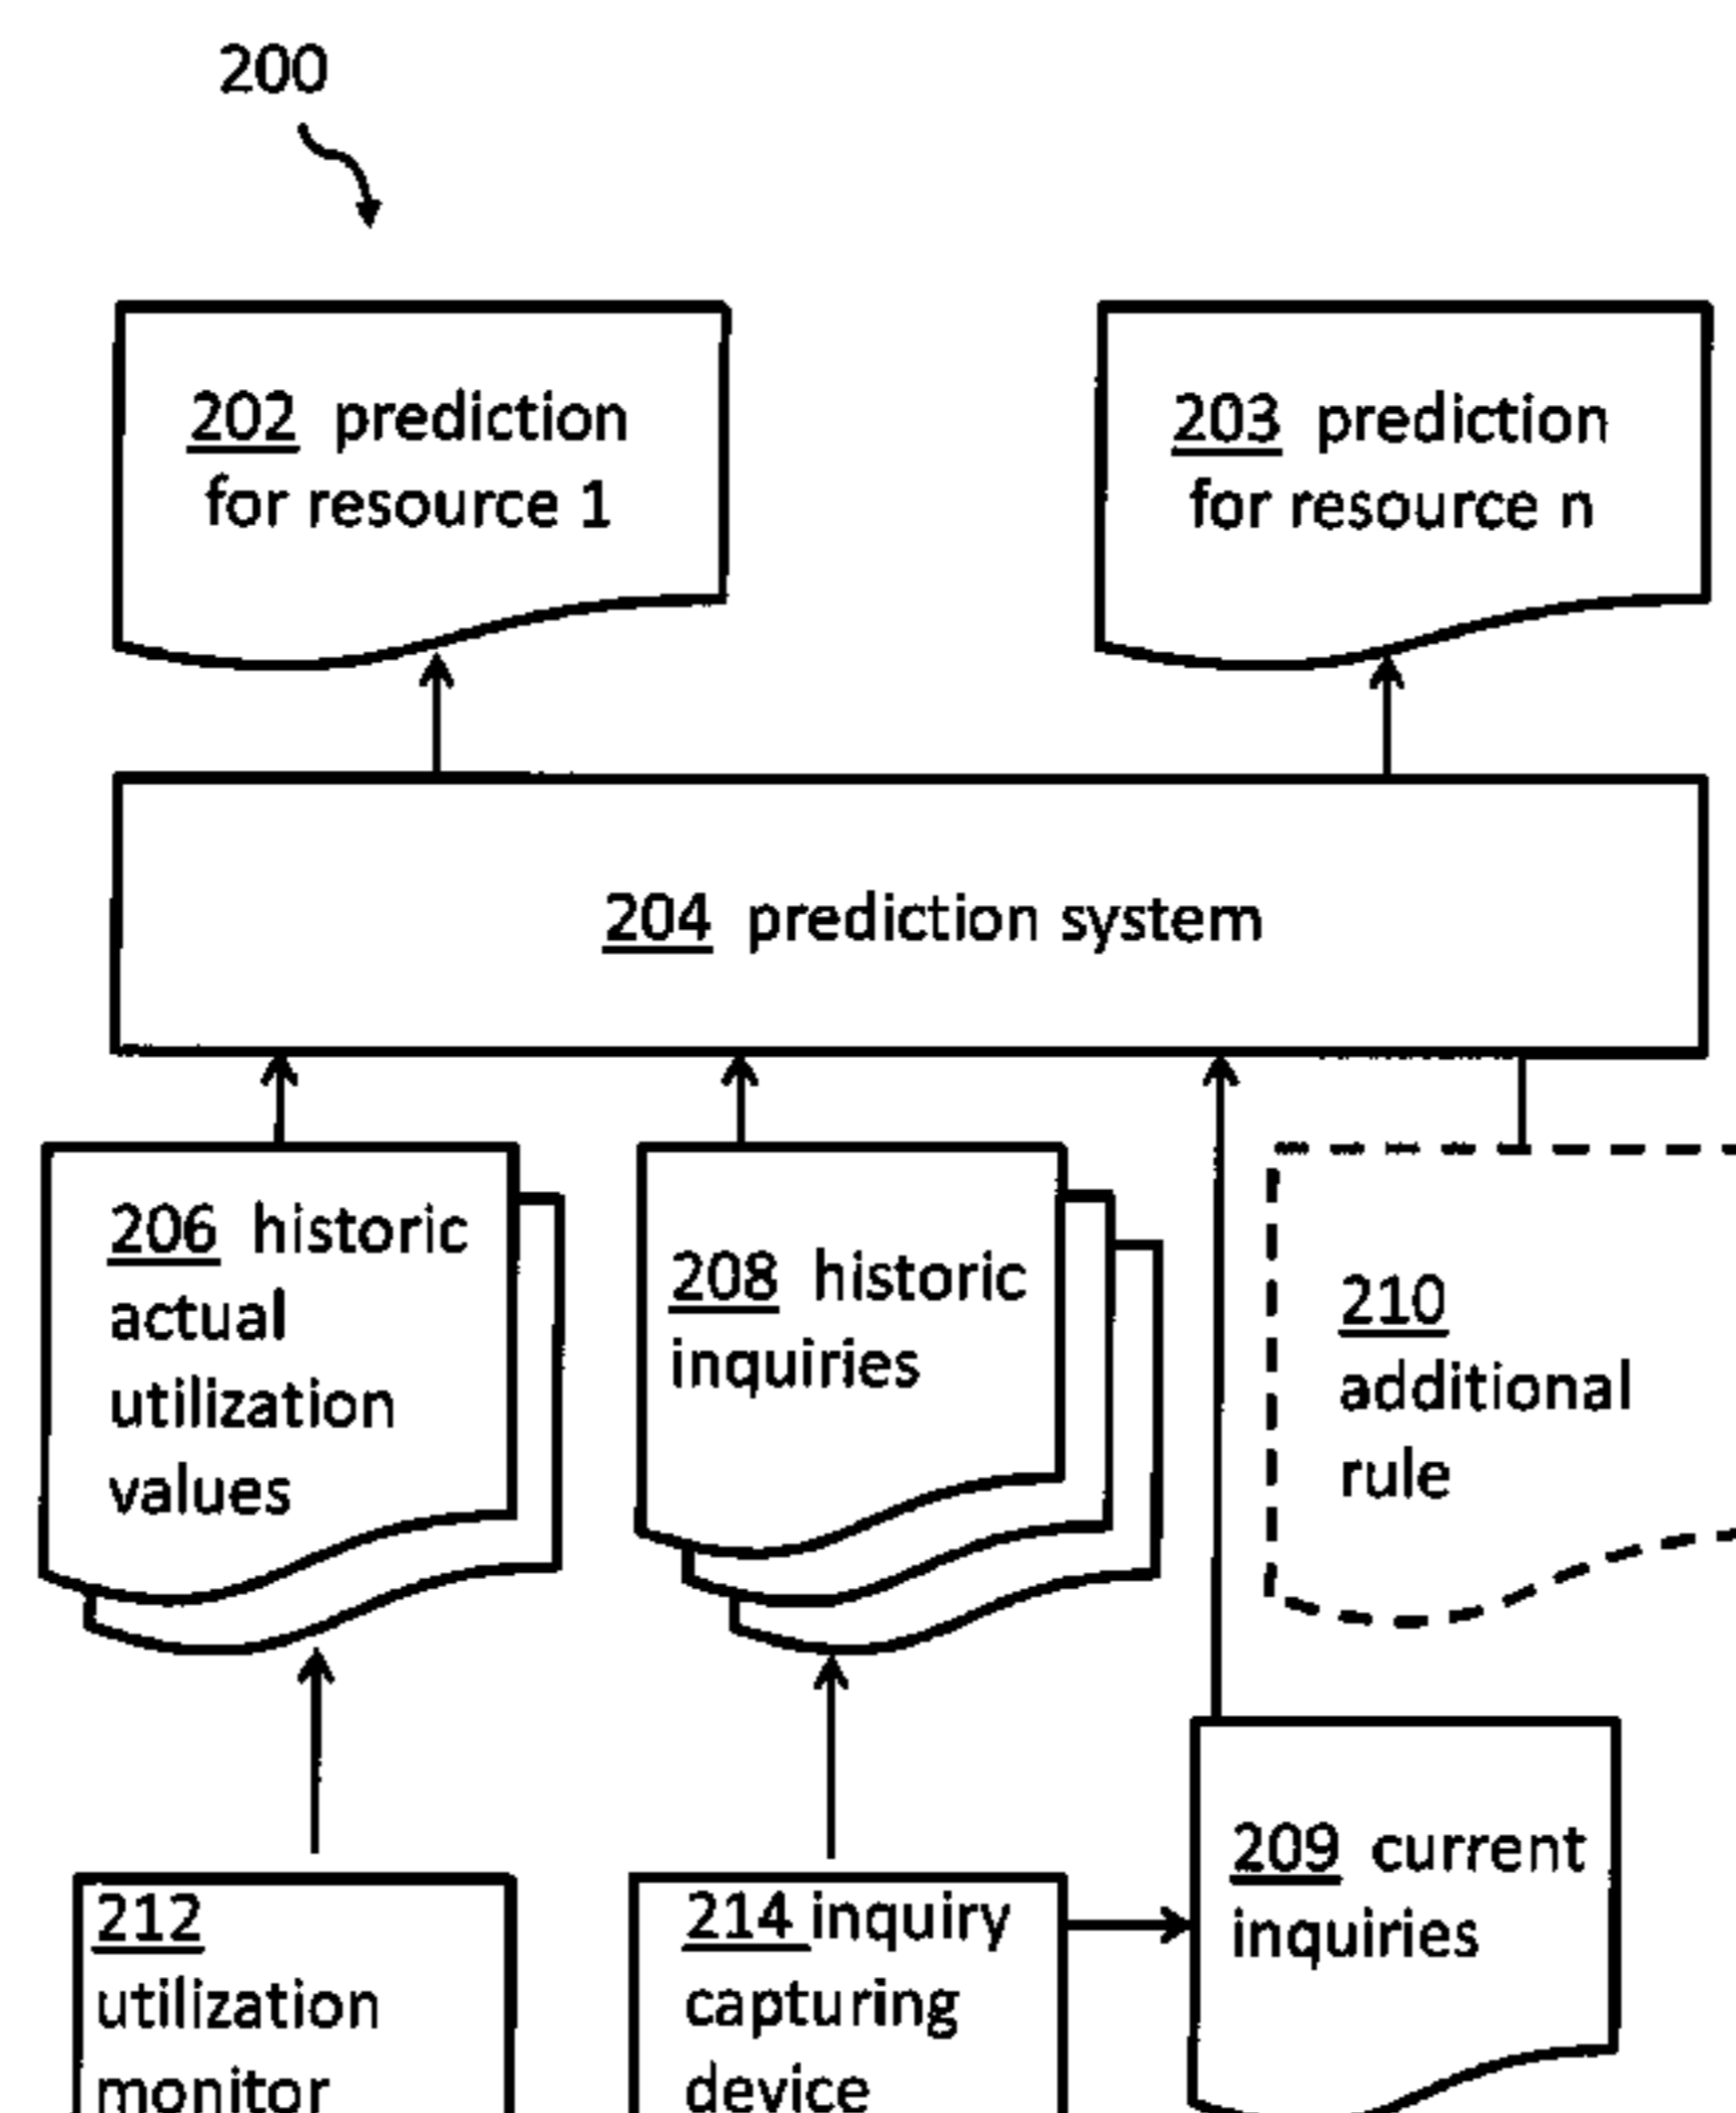 200
202 prediction
for resource 1
203 prediction
for resource n
204 prediction system
206 historic
actual
utilization
values
208 historic
inquiries
210
additional
rule
209 current
inquiries
212
utilization
monitor
214 inquiry
capturing
device